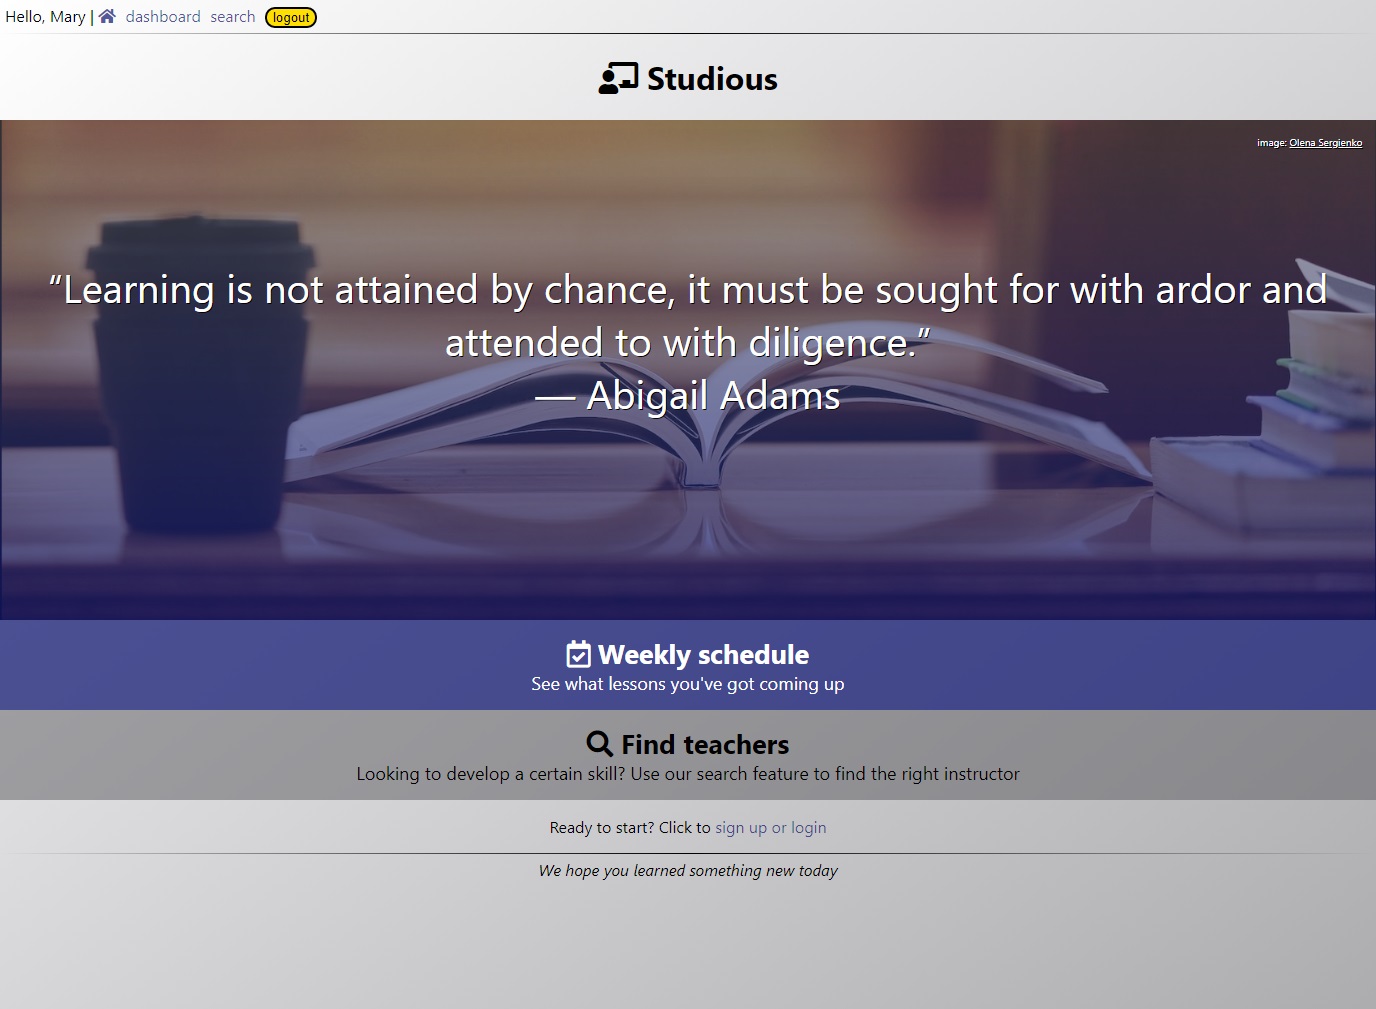 Hello, Mary | dashboard search logout
Studious
image: Olena Sergienko
“Learning is not attained by chance, it must be sought for with ardor and
attended to with diligence.”
— Abigail Adams
Weekly schedule
See what lessons you've got coming up
Find teachers
Looking to develop a certain skill? Use our search feature to find the right instructor
Ready to start? Click to sign up or login
We hope you learned something new today